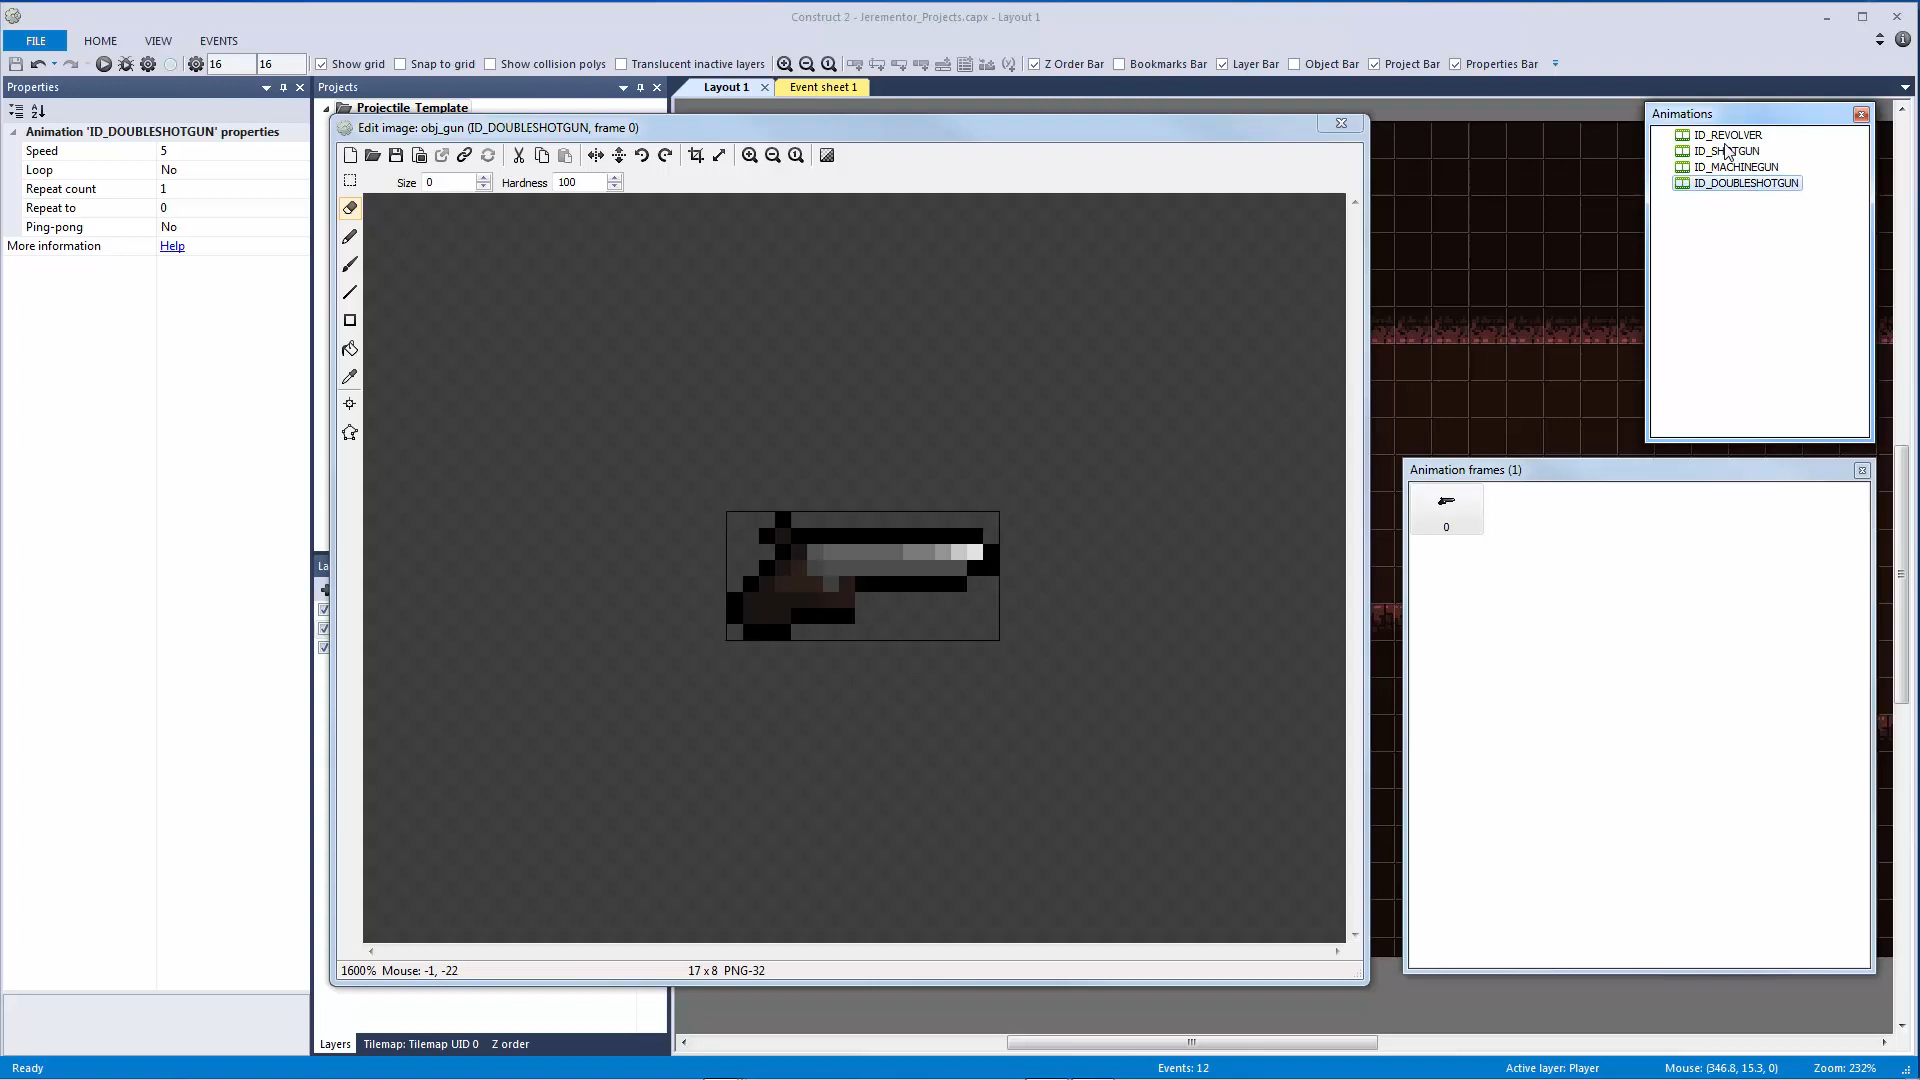 Construct 2 - Jerementor_Projects.capx - Layout 1
FILE HOME VIEW EVENTS
16 16 Show grid Snap to grid Show collision polys Translucent inactive layers Z Order Bar Bookmarks Bar Layer Bar Object Bar Project Bar Properties Bar
Properties
Projects
Layout 1
Event sheet 1
Projectile_Template
Animation 'ID_DOUBLESHOTGUN' properties
Speed 5
Loop No
Repeat count 1
Repeat to 0
Ping-pong No
More information Help
Edit image: obj_gun (ID_DOUBLESHOTGUN, frame 0)
Size 0 Hardness 100
Animations
ID_REVOLVER
ID_SHOTGUN
ID_MACHINEGUN
ID_DOUBLESHOTGUN
Animation frames (1)
0
La
1600% Mouse: -1, -22 17 x 8 PNG-32
Layers Tilemap: Tilemap UID 0 Z order
Ready Events: 12 Active layer: Player Mouse: (346.8, 15.3, 0) Zoom: 232%